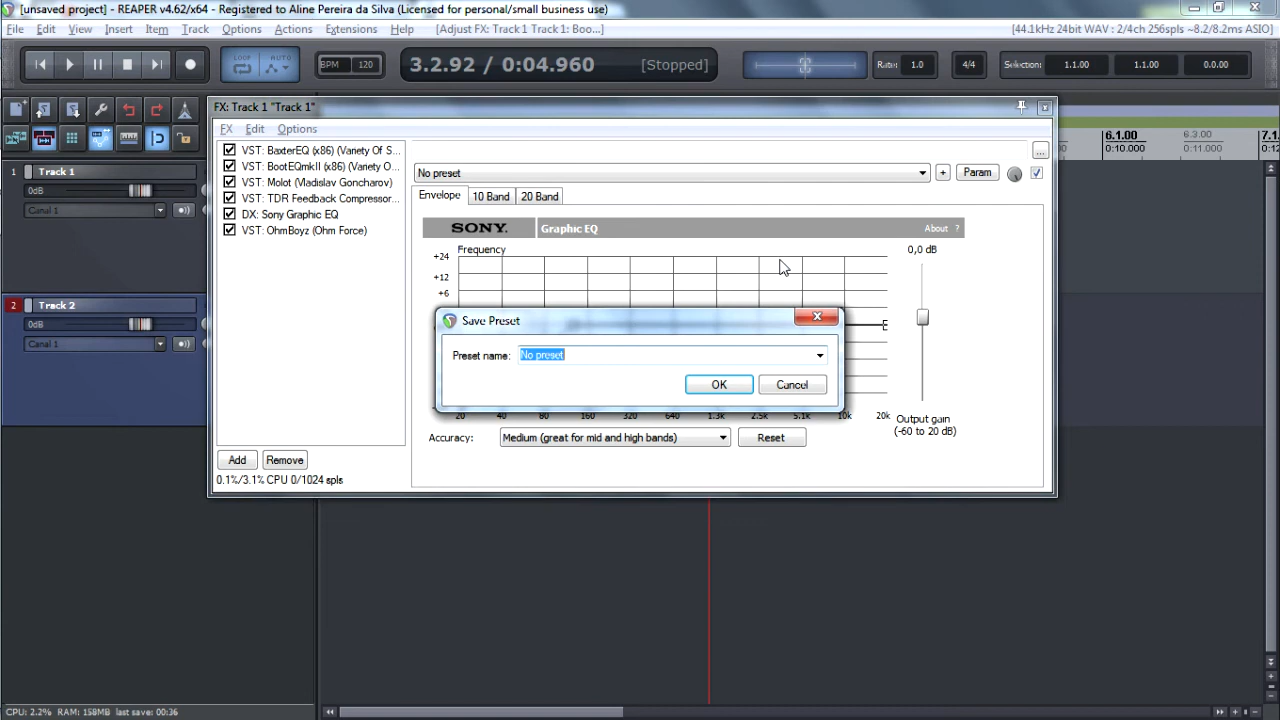 [unsaved project] - REAPER v4.62/x64 - Registered to Aline Pereira da Silva (Licensed for personal/small business use)
File Edit View Insert Item Track Options Actions Extensions Help [Adjust FX: Track 1 Track 1: Boo... [44.1kHz 24bit WAV : 2/4ch 256spls ~8.2/8.2ms ASIO]
LOOP BPM 120 3.2.92 / 0:04.960 [Stopped] Rate: 1.0 4/4 Selection: 1.1.00 1.1.00 0.0.00
FX: Track 1 "Track 1"
FX Edit Options
6.1.00 6.3.00 7.1
0:10.000 0:11.000 0:12
1 Track 1
0dB
Canal 1
2 Track 2
0dB
Canal 1
VST: BaxterEQ (x86) (Variety Of S...
VST: BootEQmkII (x86) (Variety O...
VST: Molot (Vladislav Goncharov)
VST: TDR Feedback Compressor...
DX: Sony Graphic EQ
VST: OhmBoyz (Ohm Force)
Add Remove
0.1%/3.1% CPU 0/1024 spls
...
No preset + Param
Envelope 10 Band 20 Band
SONY. Graphic EQ About ?
Frequency 0,0 dB
+24
+12
+6
Save Preset
Preset name: No preset
OK Cancel
20 40 80 160 320 640 1.3k 2.5k 5.1k 10k 20k
Output gain
(-60 to 20 dB)
Accuracy: Medium (great for mid and high bands) Reset
CPU: 2.2% RAM: 158MB last save: 00:36